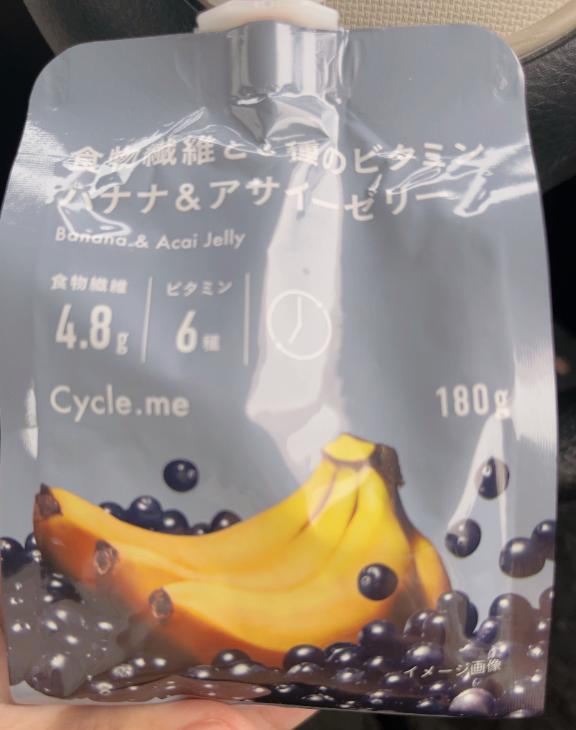 食物繊維と6種のビタミン
バナナ&アサイーゼリー
Banana & Acai Jelly
食物繊維
4.8g
ビタミン
6種
Cycle.me
180g
イメージ画像